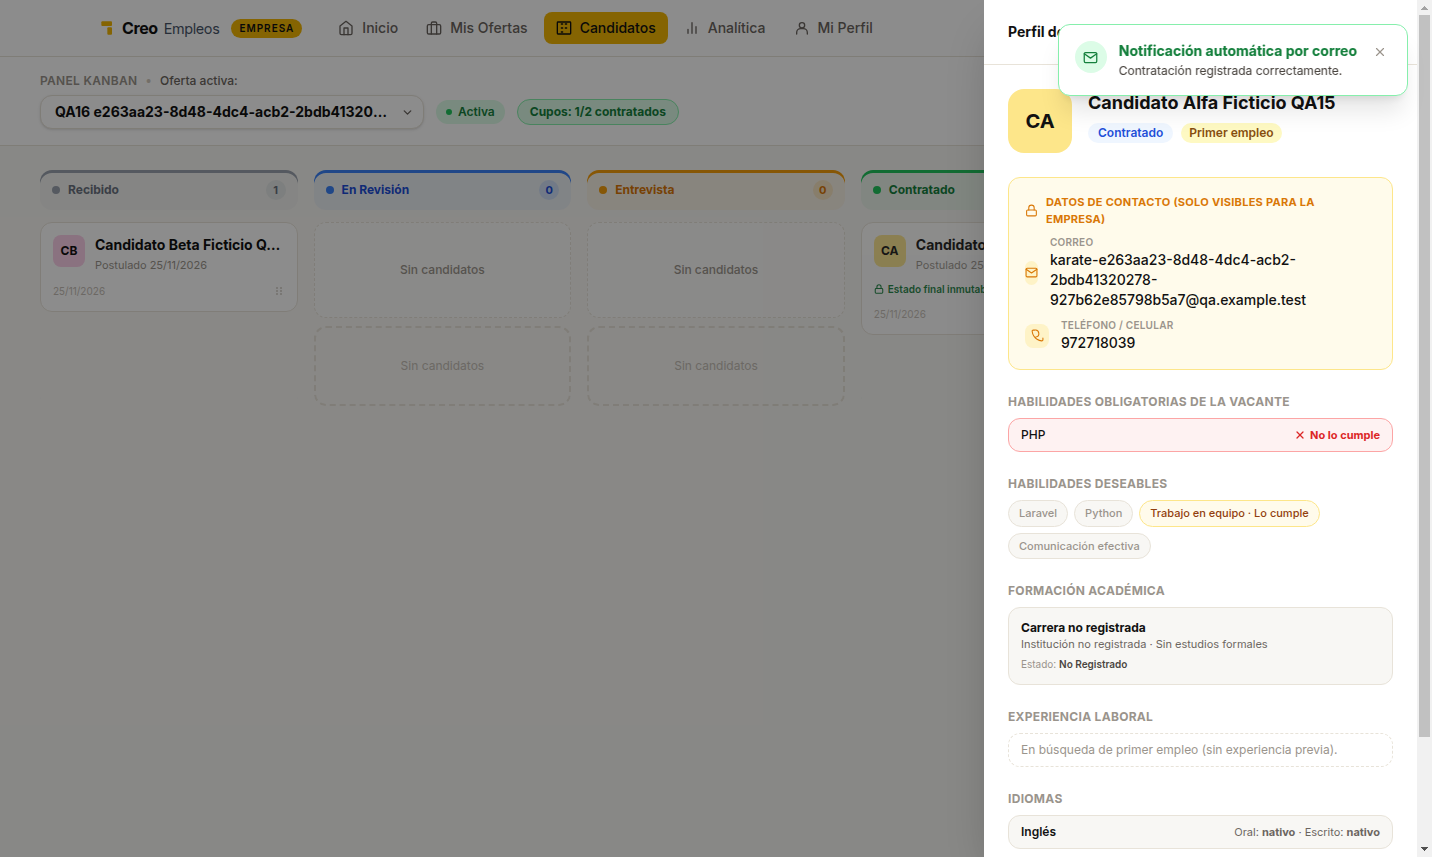 Creo Empleos EMPRESA Inicio Mis Ofertas Candidatos Analítica Mi Perfil
PANEL KANBAN • Oferta activa:
QA16 e263aa23-8d48-4dc4-acb2-2bdb41320... Activa Cupos: 1/2 contratados
Recibido 1
Candidato Beta Ficticio Q...
CB
Postulado 25/11/2026
25/11/2026
En Revisión 0
Sin candidatos
Sin candidatos
Entrevista 0
Sin candidatos
Sin candidatos
Contratado
CA
Candidato
Postulado 25
Estado final inmutab
25/11/2026
Perfil de
Notificación automática por correo
Contratación registrada correctamente.
CA
Candidato Alfa Ficticio QA15
Contratado Primer empleo
DATOS DE CONTACTO (SOLO VISIBLES PARA LA
EMPRESA)
CORREO
karate-e263aa23-8d48-4dc4-acb2-
2bdb41320278-
927b62e85798b5a7@qa.example.test
TELÉFONO / CELULAR
972718039
HABILIDADES OBLIGATORIAS DE LA VACANTE
PHP No lo cumple
HABILIDADES DESEABLES
Laravel Python Trabajo en equipo · Lo cumple
Comunicación efectiva
FORMACIÓN ACADÉMICA
Carrera no registrada
Institución no registrada · Sin estudios formales
Estado: No Registrado
EXPERIENCIA LABORAL
En búsqueda de primer empleo (sin experiencia previa).
IDIOMAS
Inglés Oral: nativo · Escrito: nativo